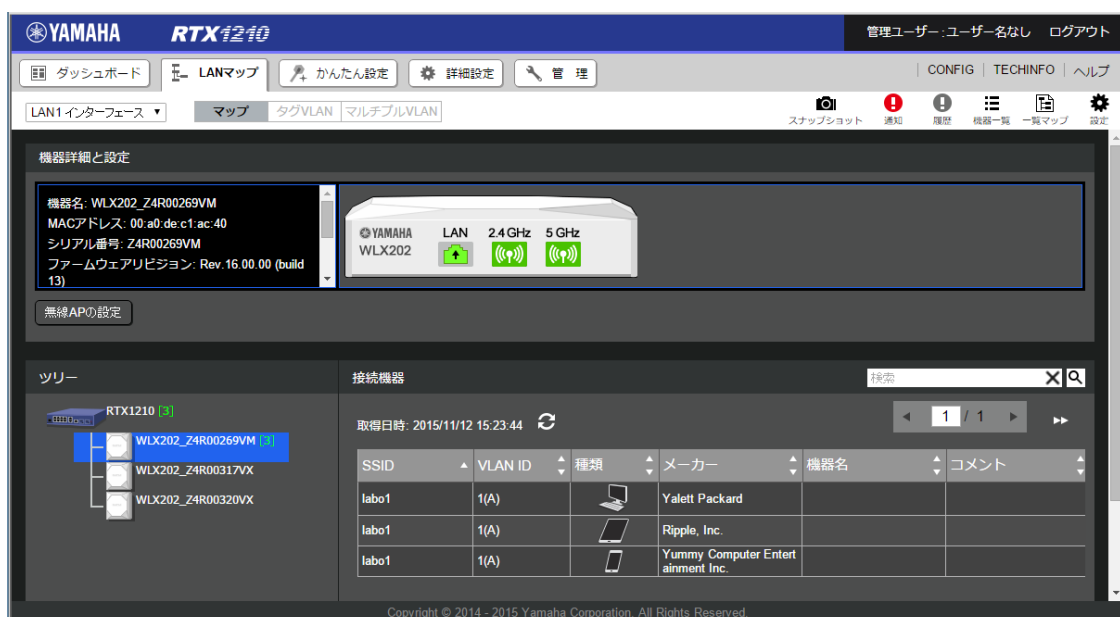 YAMAHA RTX1210 管理ユーザー:ユーザー名なし ログアウト
ダッシュボード LANマップ かんたん設定 詳細設定 管 理 CONFIG TECHINFO ヘルプ
LAN1 インターフェース マップ タグVLAN マルチプルVLAN スナップショット 通知 履歴 機器一覧 一覧マップ 設定
機器詳細と設定
機器名: WLX202_Z4R00269VM
MACアドレス: 00:a0:de:c1:ac:40
シリアル番号: Z4R00269VM
ファームウェアリビジョン: Rev.16.00.00 (build
13)
YAMAHA LAN 2.4 GHz 5 GHz
WLX202
無線APの設定
ツリー
RTX1210 [3]
WLX202_Z4R00269VM [3]
WLX202_Z4R00317VX
WLX202_Z4R00320VX
接続機器 検索
取得日時: 2015/11/12 15:23:44 1 / 1
SSID VLAN ID 種類 メーカー 機器名 コメント
labo1 1(A) Yalett Packard
labo1 1(A) Ripple, Inc.
labo1 1(A) Yummy Computer Entert
ainment Inc.
Copyright © 2014 - 2015 Yamaha Corporation. All Rights Reserved.